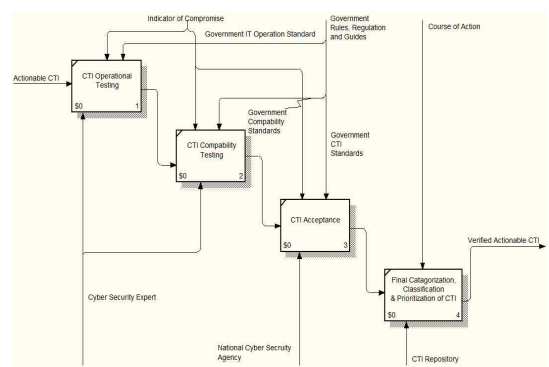 Indicator of Compromise
Government
Rules, Regulation
and Guides
Course of Action
Government IT Operation Standard
Actionable CTI
CTI Operational
Testing
$0
1
Government
Compability
Standards
CTI Compability
Testing
$0
2
Government
CTI
Standards
CTI Acceptance
$0
3
Verified Actionable CTI
Final Catagorization,
Classification
& Prioritization of CTI
$0
4
Cyber Security Expert
National Cyber Secruity
Agency
CTI Repository